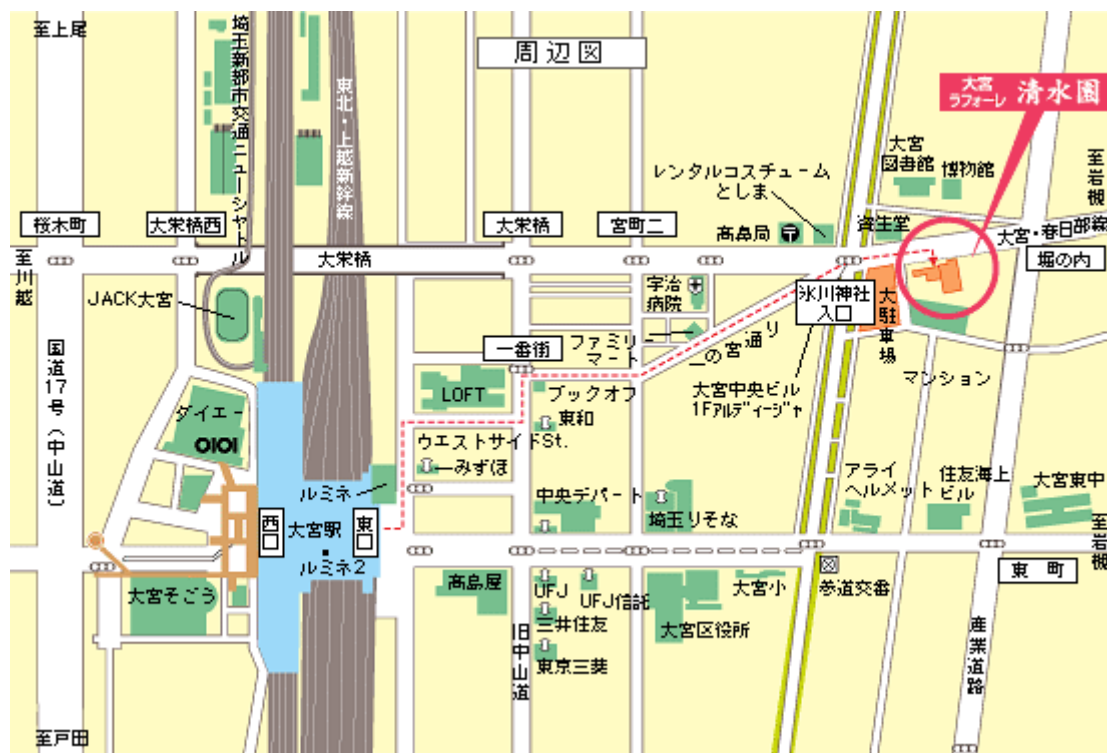 至上尾
周辺図
埼玉新都市交通ニューシャトル
東北・上越新幹線
大宮
ラフォーレ 清水園
大宮
図書館
博物館
至岩槻
レンタルコスチューム
としま
資生堂
高鼻局
桜木町
大栄橋西
大栄橋
宮町二
大宮・春日部線
堀の内
至川越
大栄橋
JACK大宮
宇治
病院
氷川神社
入口
大駐車場
ファミリー
マート
一の宮通り
一番街
国道17号(中山道)
LOFT
ブックオフ
大宮中央ビル
1Fアルディージャ
マンション
ダイエー
OIOI
東和
ウエストサイドSt.
みずほ
ルミネ
中央デパート
埼玉りそな
アライ
ヘルメット
住友海上
ビル
大宮東中
西口
大宮駅
東口
ルミネ2
至岩槻
東町
大宮そごう
高島屋
UFJ
UFJ信託
大宮小
参道交番
三井住友
大宮区役所
東京三菱
旧中山道
産業道路
至戸田